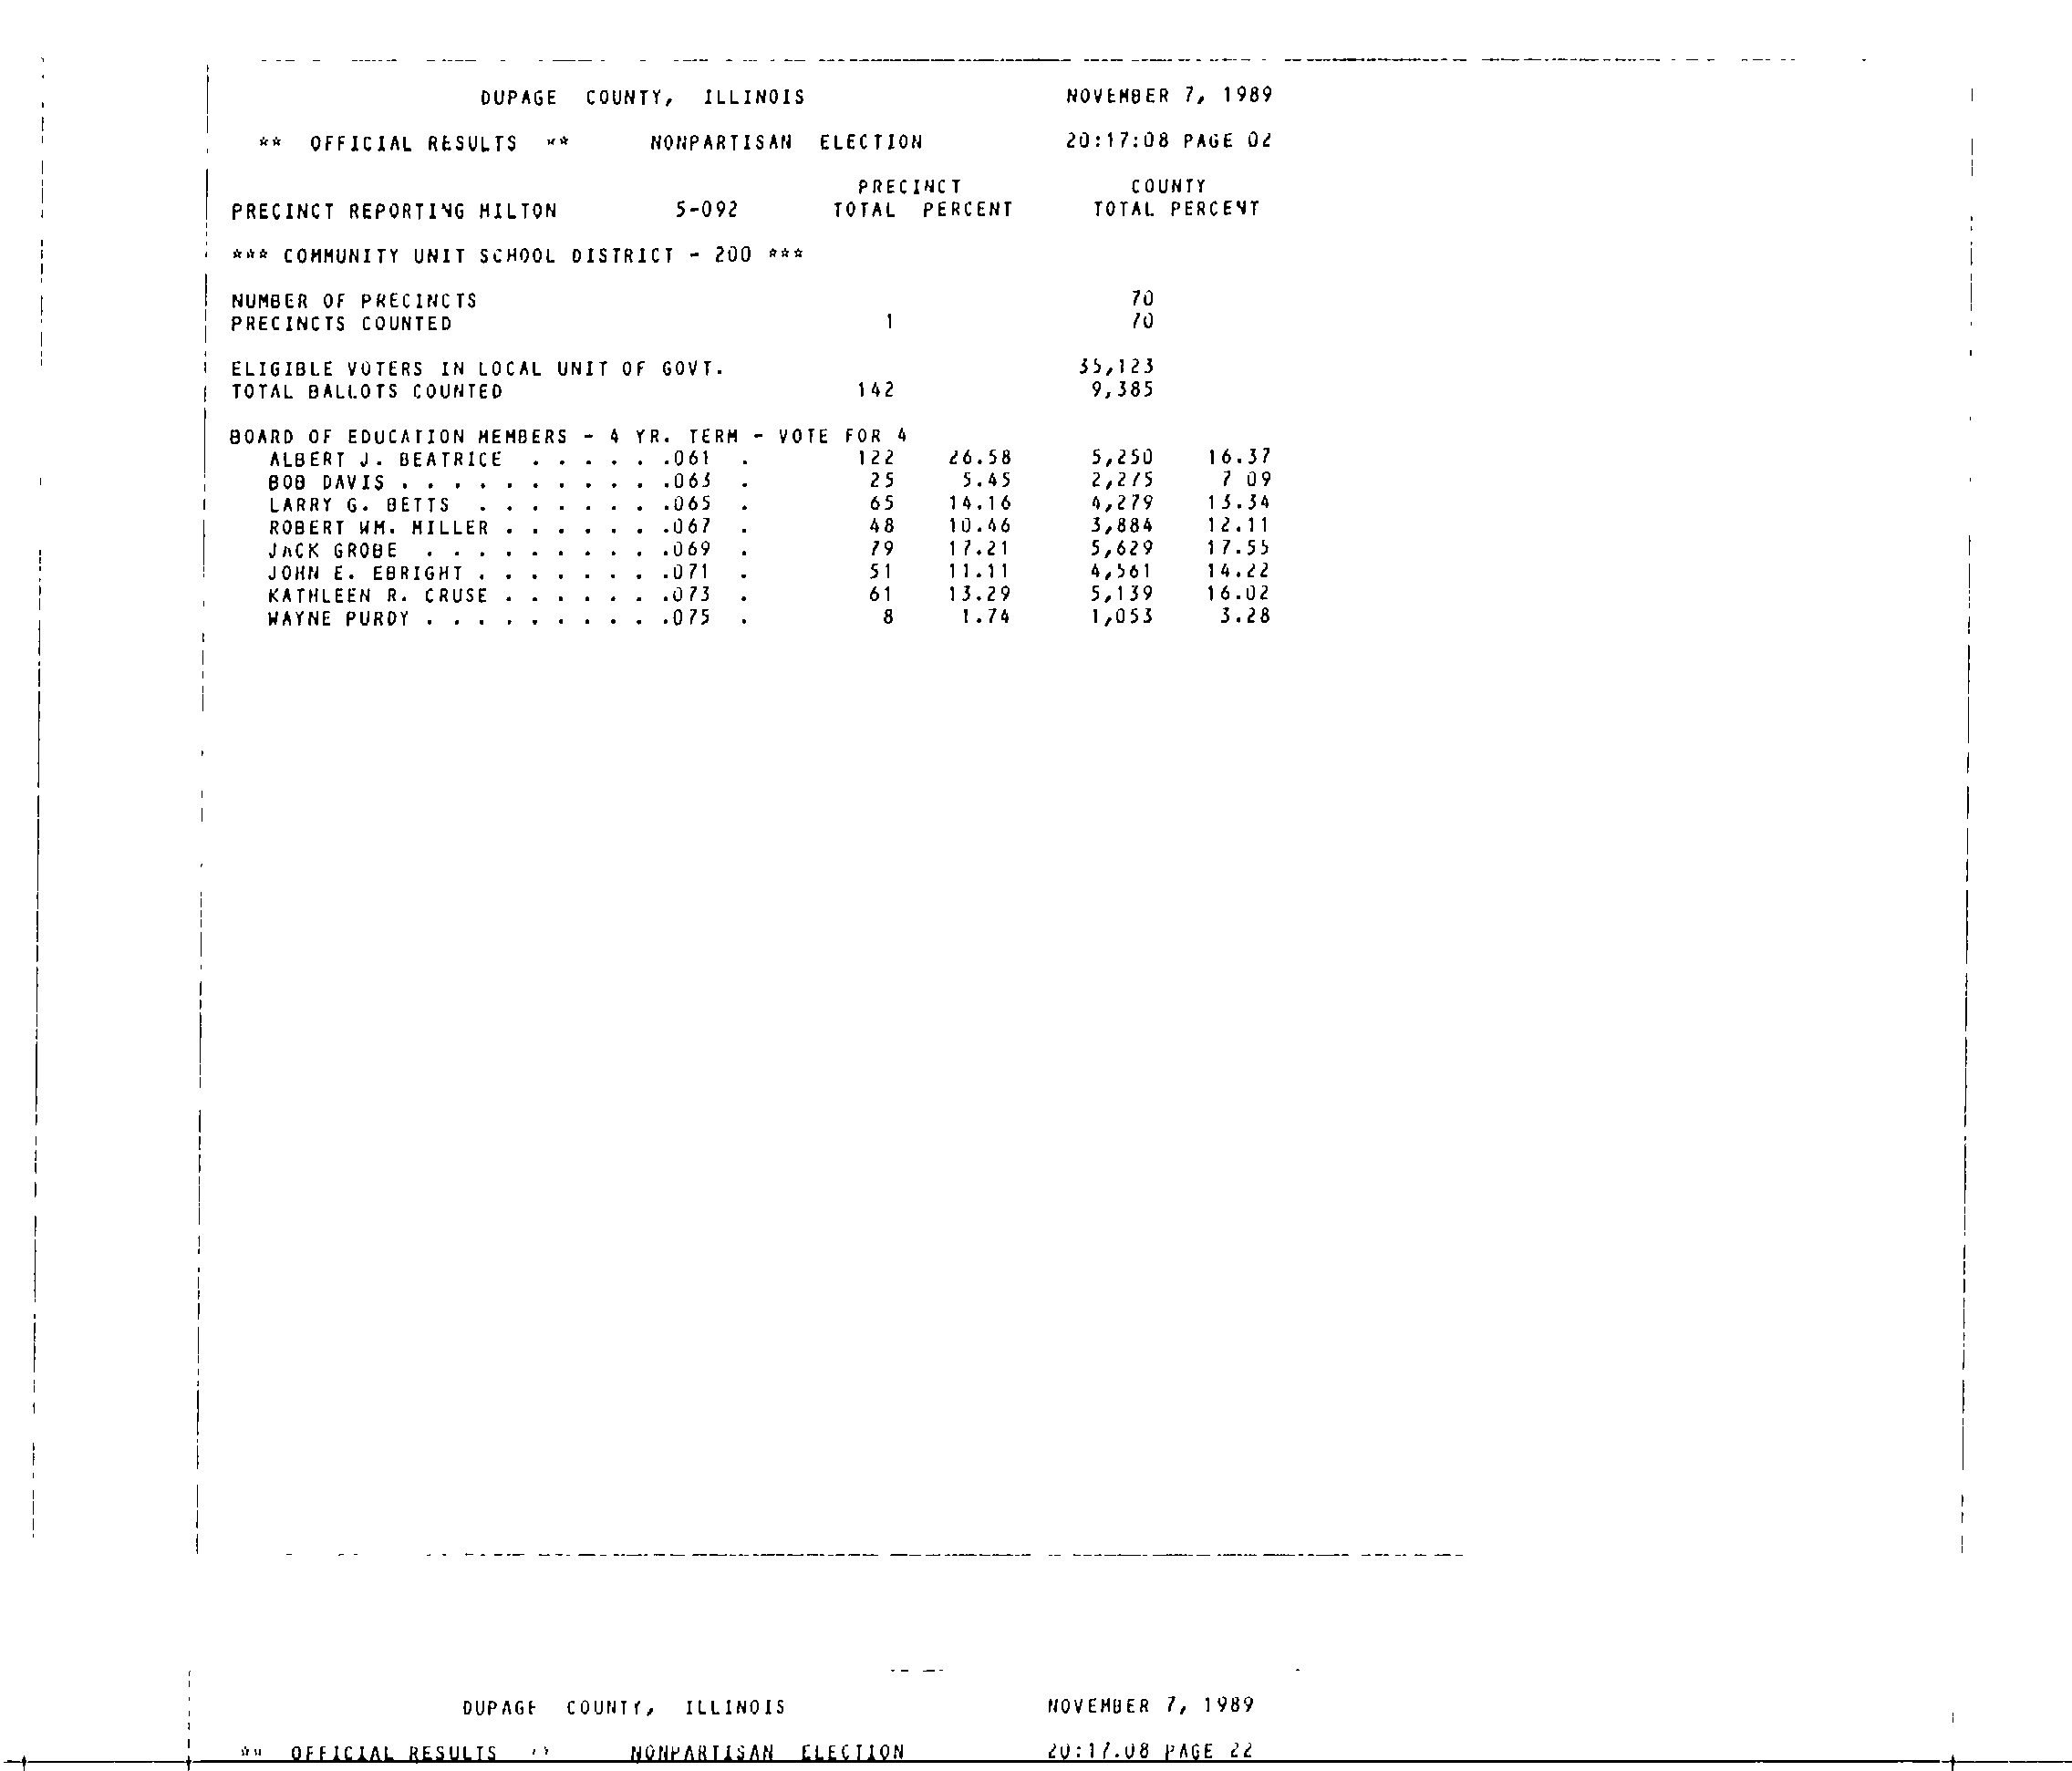 DUPAGE COUNTY, ILLINOIS NOVEMBER 7, 1989
** OFFICIAL RESULTS ** NONPARTISAN ELECTION 20:17:08 PAGE 02
PRECINCT COUNTY
PRECINCT REPORTING MILTON 5-092 TOTAL PERCENT TOTAL PERCENT
*** COMMUNITY UNIT SCHOOL DISTRICT - 200 ***
NUMBER OF PRECINCTS 70
PRECINCTS COUNTED 1 70
ELIGIBLE VOTERS IN LOCAL UNIT OF GOVT. 35,123
TOTAL BALLOTS COUNTED 142 9,385
BOARD OF EDUCATION MEMBERS - 4 YR. TERM - VOTE FOR 4
ALBERT J. BEATRICE . . . . . .061 . 122 26.58 5,250 16.37
BOB DAVIS . . . . . . . . . . .063 . 25 5.45 2,275 7 09
LARRY G. BETTS . . . . . . . .065 . 65 14.16 4,279 13.34
ROBERT WM. MILLER . . . . . . .067 . 48 10.46 3,884 12.11
JACK GROBE . . . . . . . . . .069 . 79 17.21 5,629 17.55
JOHN E. EBRIGHT . . . . . . . .071 . 51 11.11 4,561 14.22
KATHLEEN R. CRUSE . . . . . . .073 . 61 13.29 5,139 16.02
WAYNE PURDY . . . . . . . . . .075 . 8 1.74 1,053 3.28
DUPAGE COUNTY, ILLINOIS NOVEMBER 7, 1989
** OFFICIAL RESULTS NONPARTISAN ELECTION 20:17.08 PAGE 22